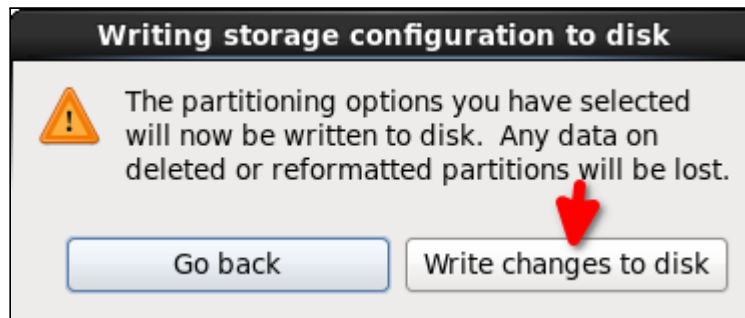 Writing storage configuration to disk
The partitioning options you have selected
will now be written to disk.  Any data on
deleted or reformatted partitions will be lost.
Go back
Write changes to disk